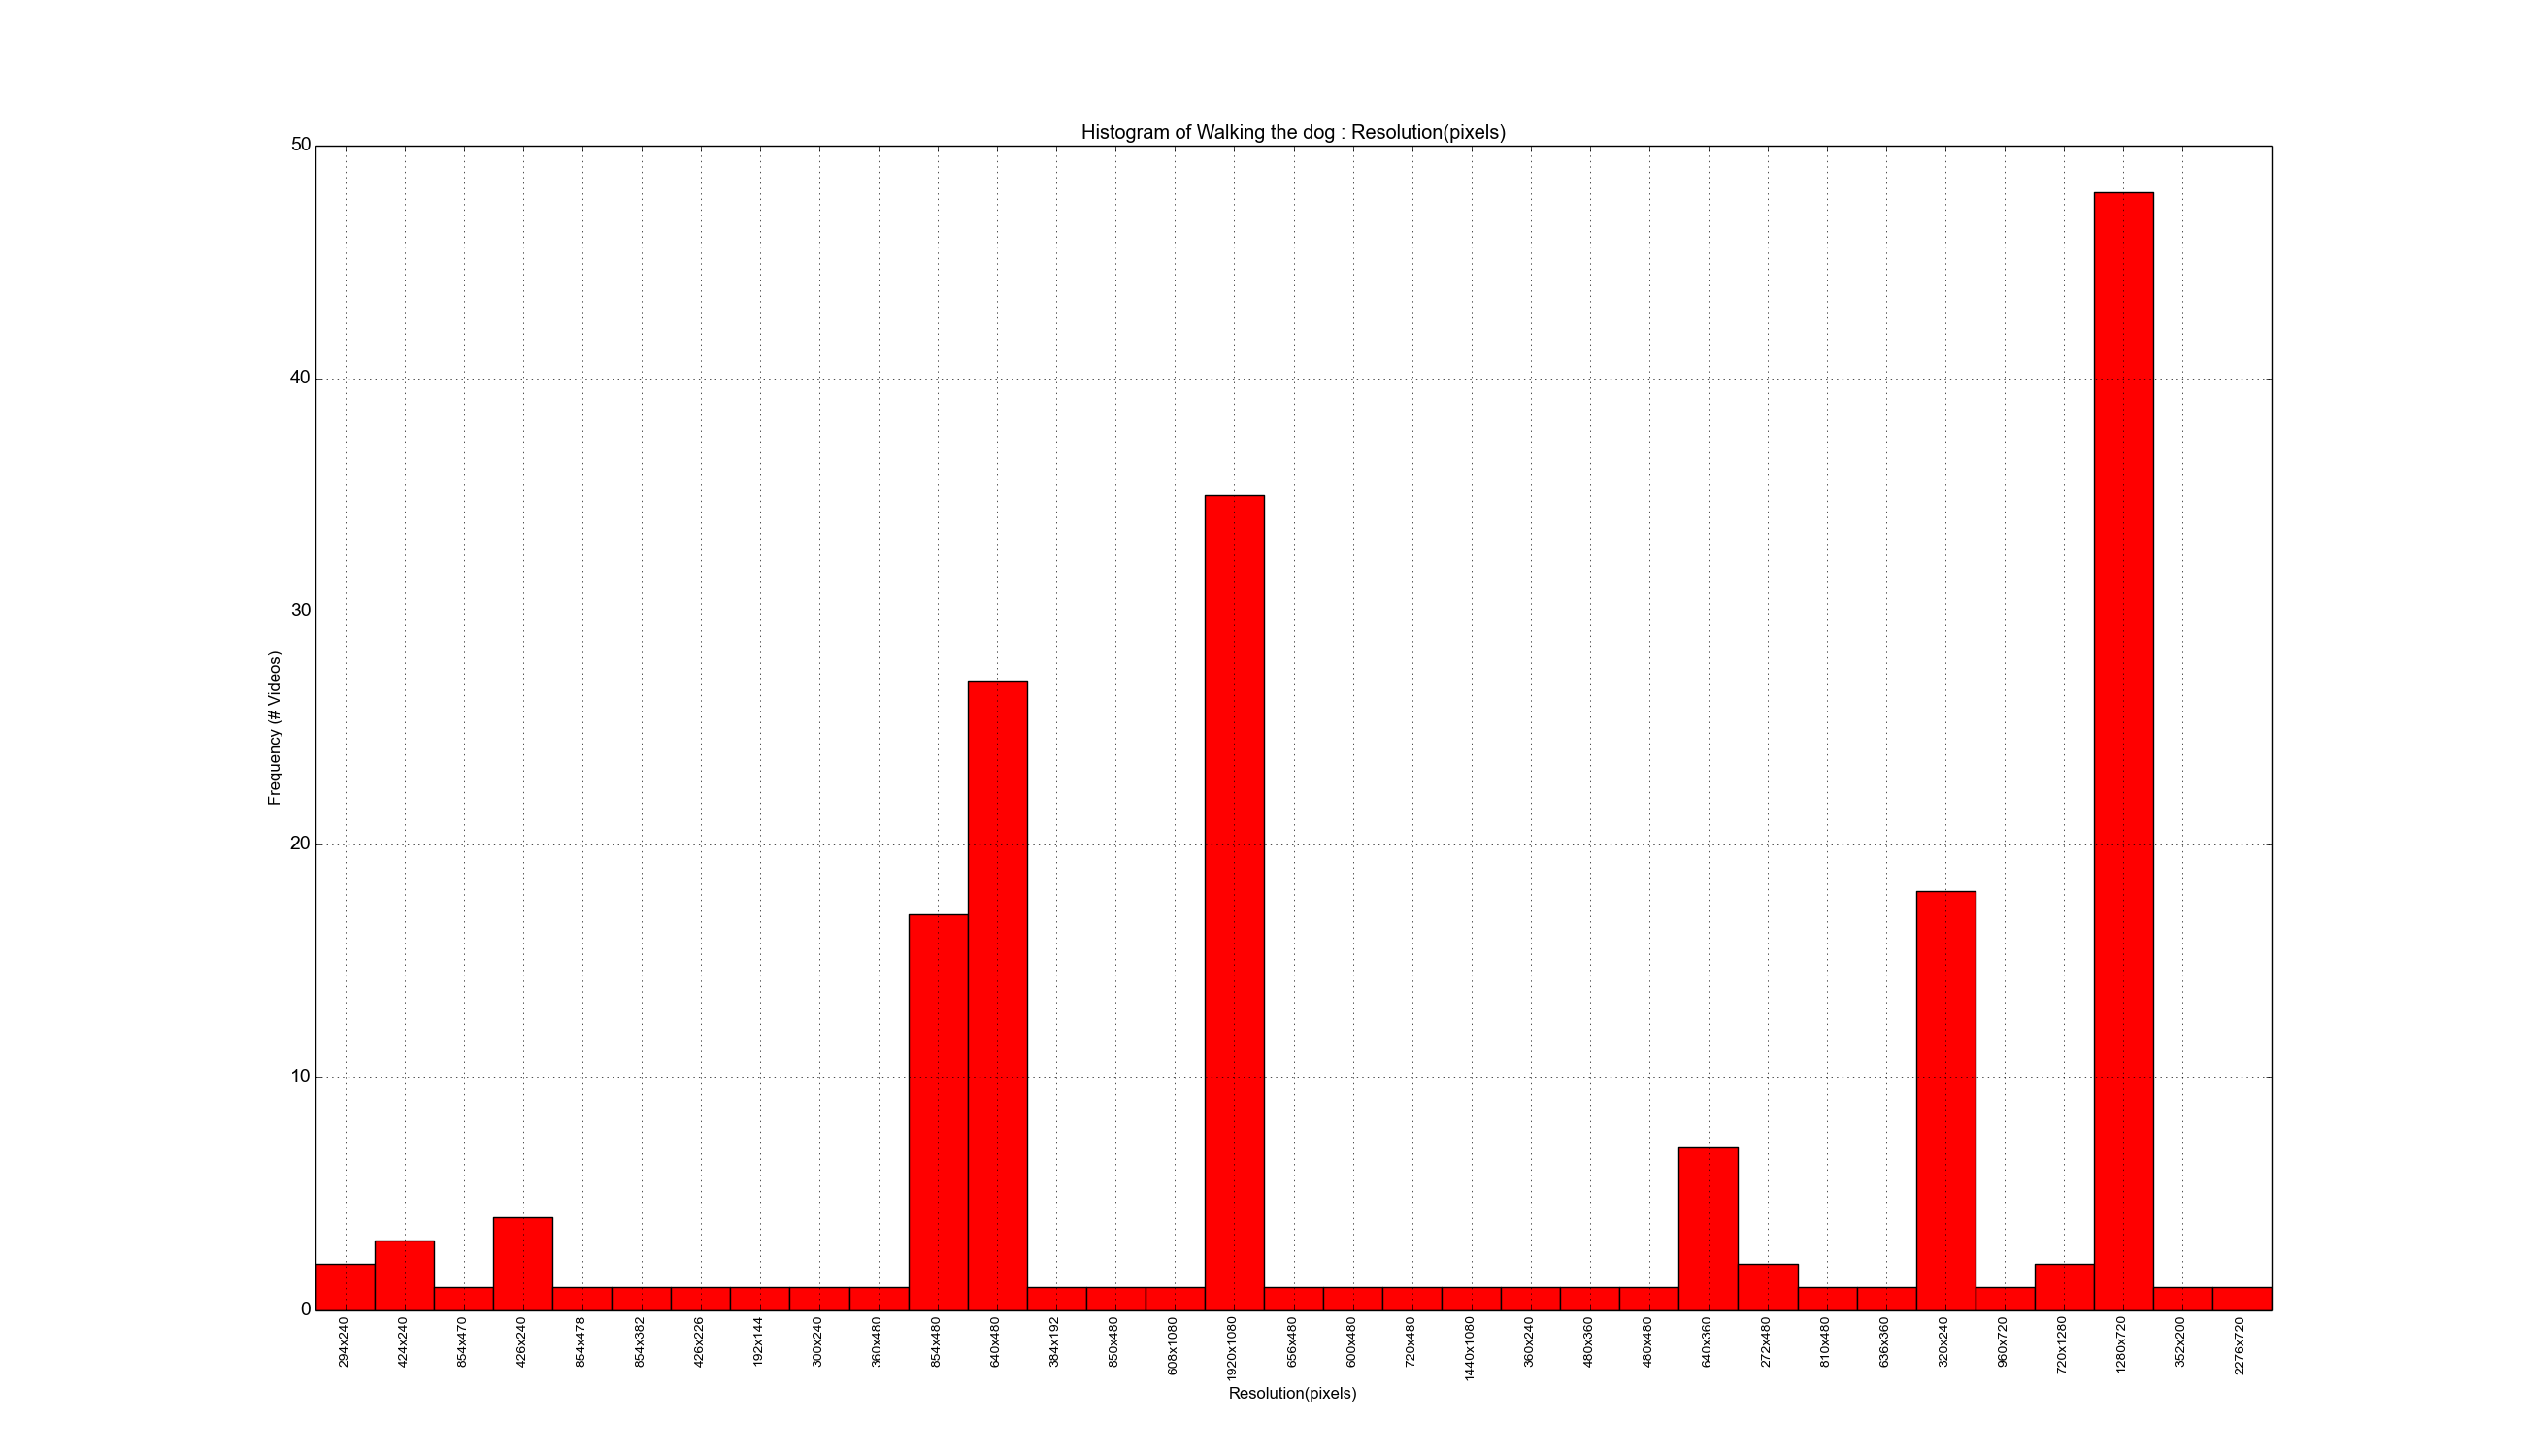 Histogram of Walking the dog : Resolution(pixels)
50
40
30
20
10
0
Frequency (# Videos)
294x240
424x240
854x470
426x240
854x478
854x382
426x226
192x144
300x240
360x480
854x480
640x480
384x192
850x480
608x1080
1920x1080
656x480
600x480
720x480
1440x1080
360x240
480x360
480x480
640x360
272x480
810x480
636x360
320x240
960x720
720x1280
1280x720
352x200
2276x720
Resolution(pixels)